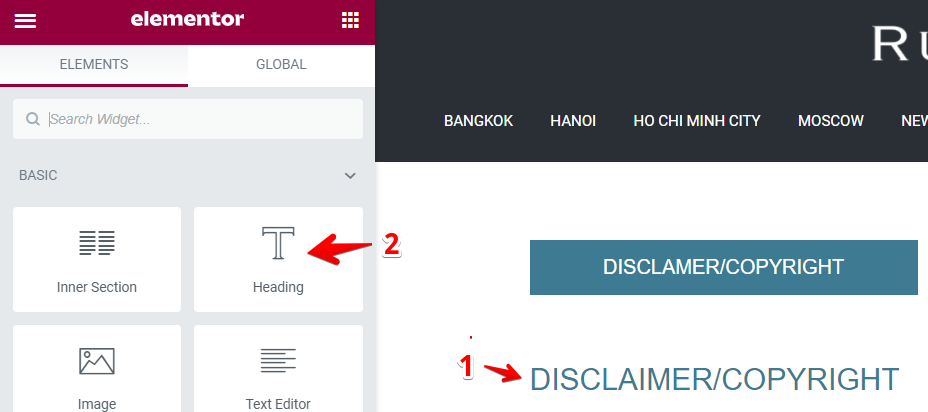 elementor
ELEMENTS
GLOBAL
Search Widget...
BASIC
Inner Section
Heading
2
Image
Text Editor
BANGKOK
HANOI
HO CHI MINH CITY
MOSCOW
DISCLAMER/COPYRIGHT
1
DISCLAIMER/COPYRIGHT